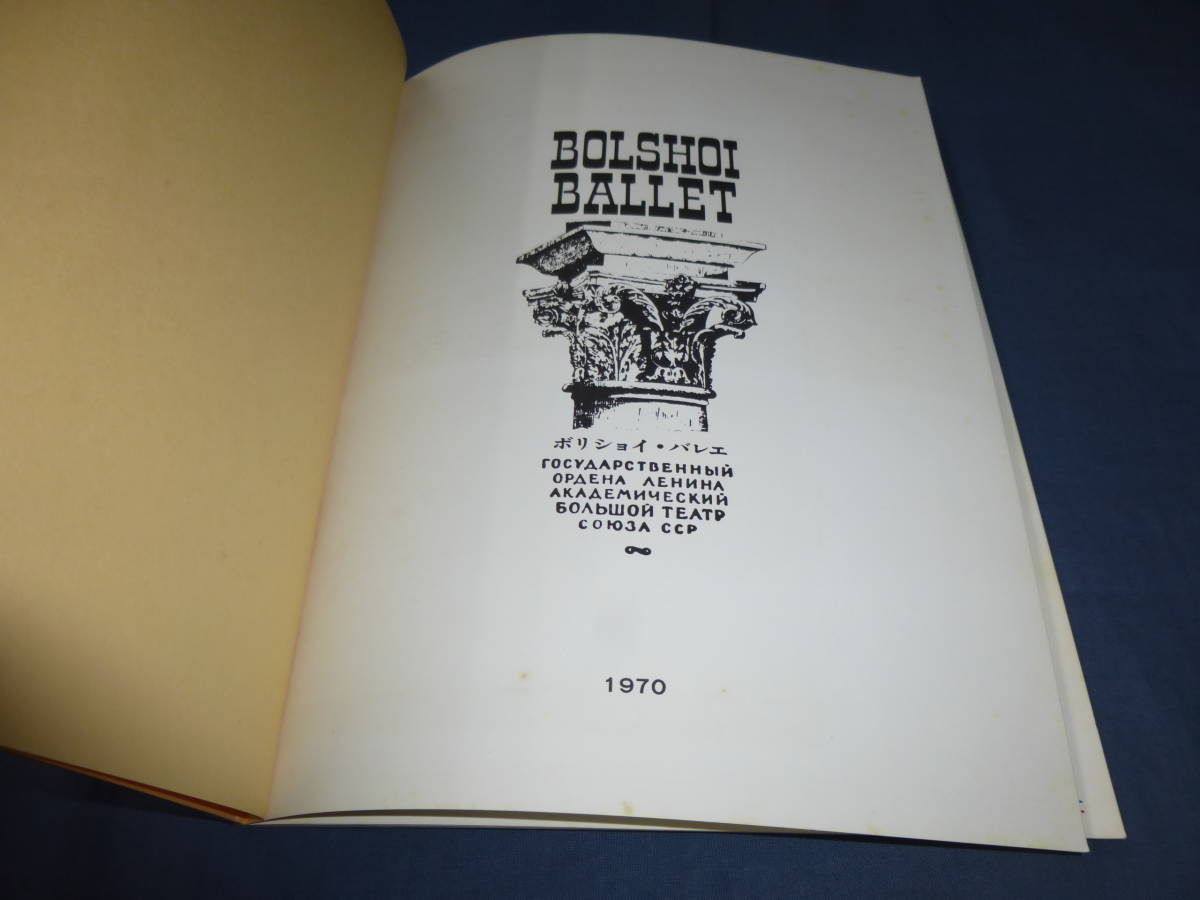 BOLSHOI
BALLET
ボリショイ・バレエ
ГОСУДАРСТВЕННЫЙ
ОРДЕНА ЛЕНИНА
АКАДЕМИЧЕСКИЙ
БОЛЬШОЙ ТЕАТР
СОЮЗА ССР
1970